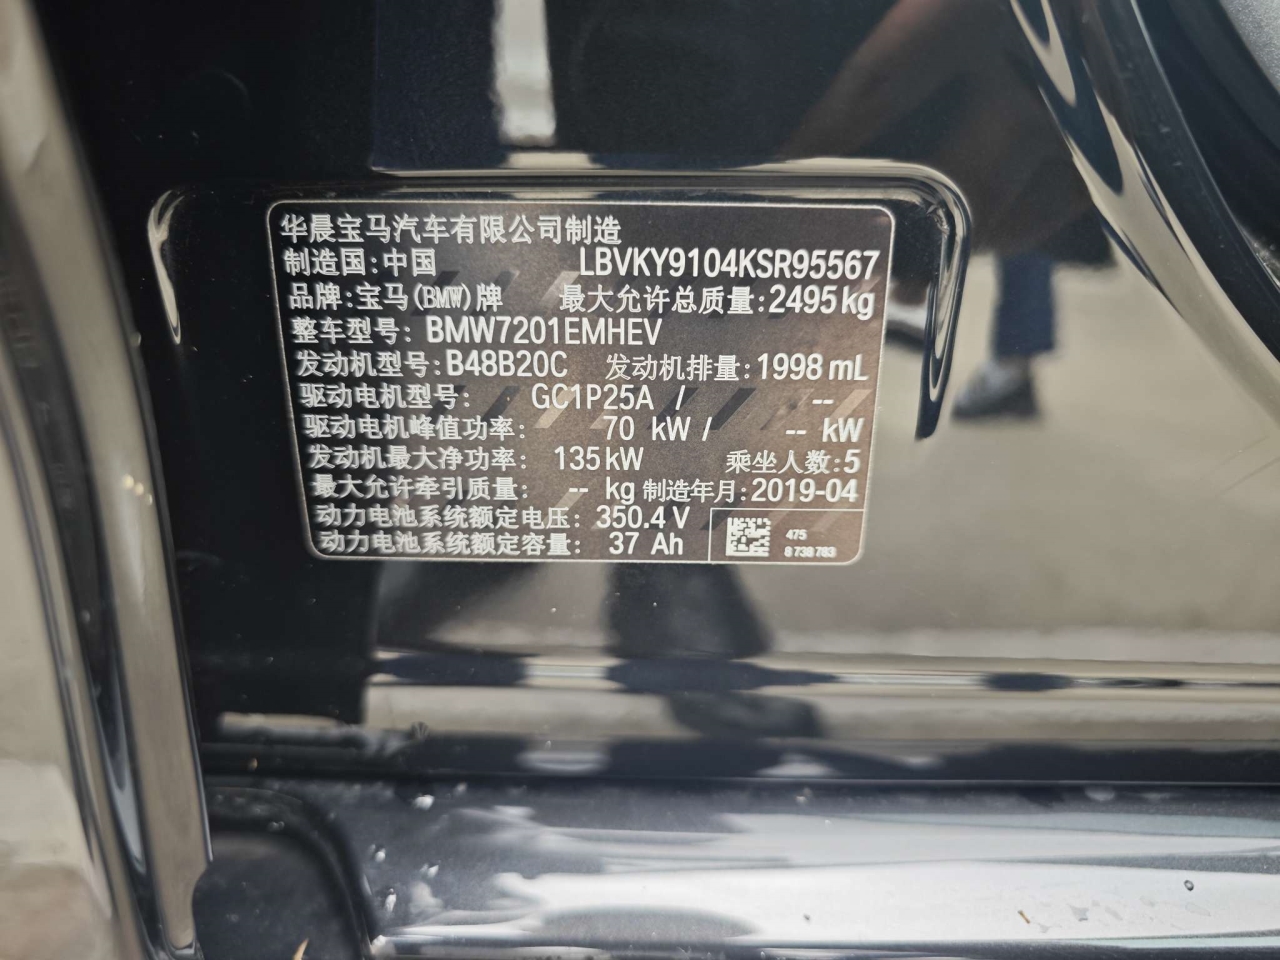 华晨宝马汽车有限公司制造
制造国:中国 LBVKY9104KSR95567
品牌:宝马(BMW)牌 最大允许总质量:2495kg
整车型号: BMW7201EMHEV
发动机型号:B48B20C 发动机排量:1998 mL
驱动电机型号: GC1P25A / --
驱动电机峰值功率: 70 kW / -- kW
发动机最大净功率: 135kW 乘坐人数:5
最大允许牵引质量: -- kg 制造年月:2019-04
动力电池系统额定电压: 350.4 V
动力电池系统额定容量: 37 Ah
475
8 738 783